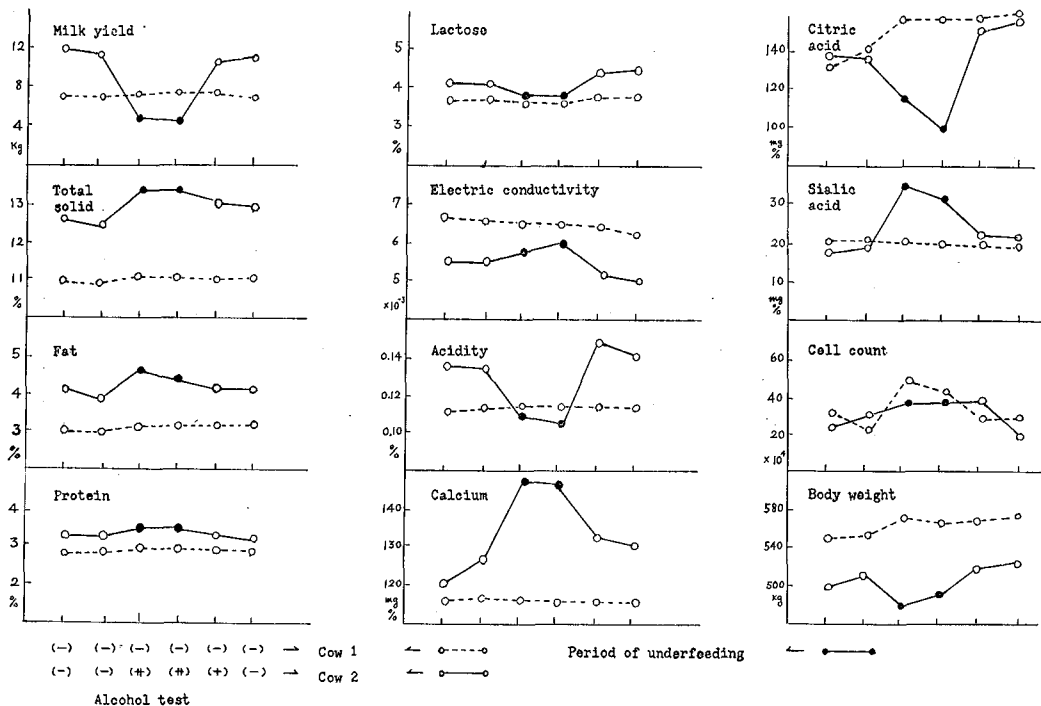 Milk yield
12
8
4
Kg
Total
solid
13
12
11
%
Fat
5
4
3
%
Protein
4
3
2
%
Lactose
5
4
3
%
Electric conductivity
7
6
5
×10⁻³
Acidity
0.14
0.12
0.10
%
Calcium
140
130
120
mg
%
Citric
acid
140
120
100
mg
%
Sialic
acid
30
20
10
mg
%
Cell count
60
40
20
×10⁴
Body weight
580
540
500
kg
(−) (−) (−) (−) (−) (−) → Cow 1 ← Period of underfeeding ←
(−) (−) (++) (++) (+) (−) → Cow 2 ←
Alcohol test